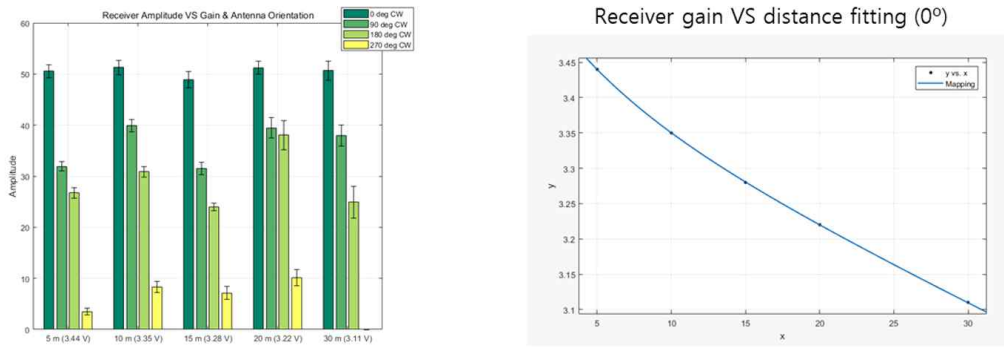 Receiver Amplitude VS Gain & Antenna Orientation
0 deg CW
90 deg CW
180 deg CW
270 deg CW
60
50
40
30
20
10
0
Amplitude
5 m (3.44 V)
10 m (3.35 V)
15 m (3.28 V)
20 m (3.22 V)
30 m (3.11 V)
Receiver gain VS distance fitting (0º)
y vs. x
Mapping
3.45
3.4
3.35
3.3
3.25
3.2
3.15
3.1
y
5
10
15
20
25
30
x